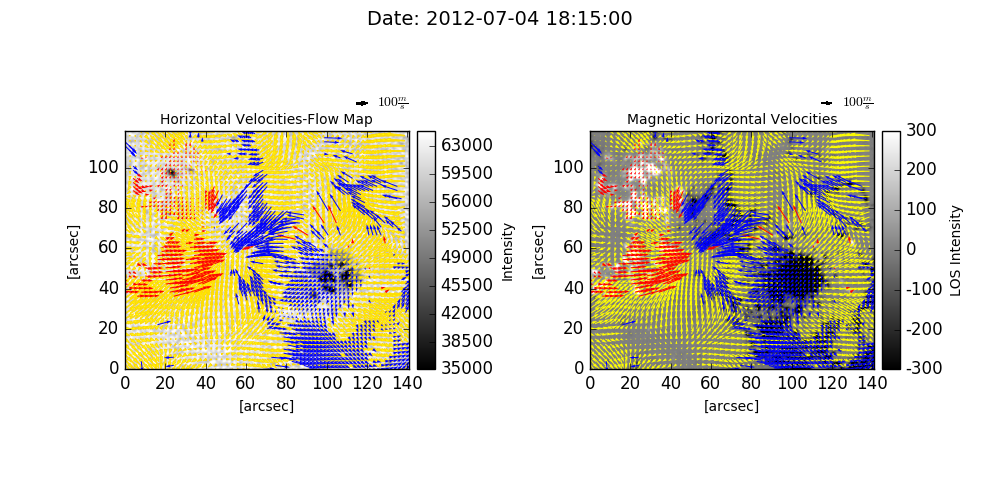 Date: 2012-07-04 18:15:00
100 m/s
Horizontal Velocities-Flow Map
100
80
60
40
20
0
0 20 40 60 80 100 120 140
[arcsec]
[arcsec]
63000
59500
56000
52500
49000
45500
42000
38500
35000
Intensity
100 m/s
Magnetic Horizontal Velocities
100
80
60
40
20
0
0 20 40 60 80 100 120 140
[arcsec]
[arcsec]
300
200
100
0
-100
-200
-300
LOS Intensity